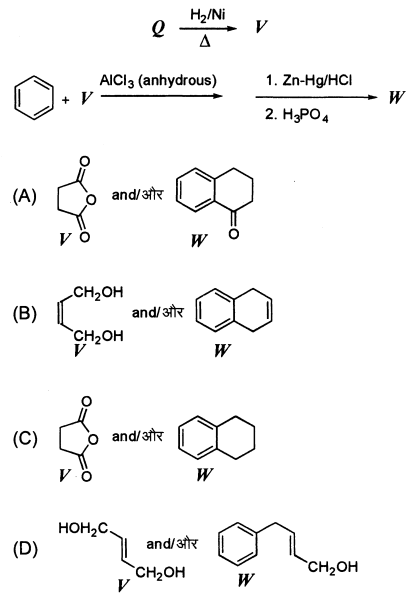 Q H₂/Ni Δ V
+ V AlCl₃ (anhydrous) 1. Zn-Hg/HCl 2. H₃PO₄ W
(A) O O O V and/और O W
(B) CH₂OH CH₂OH V and/और W
(C) O O O V and/और W
(D) HOH₂C CH₂OH V and/और CH₂OH W